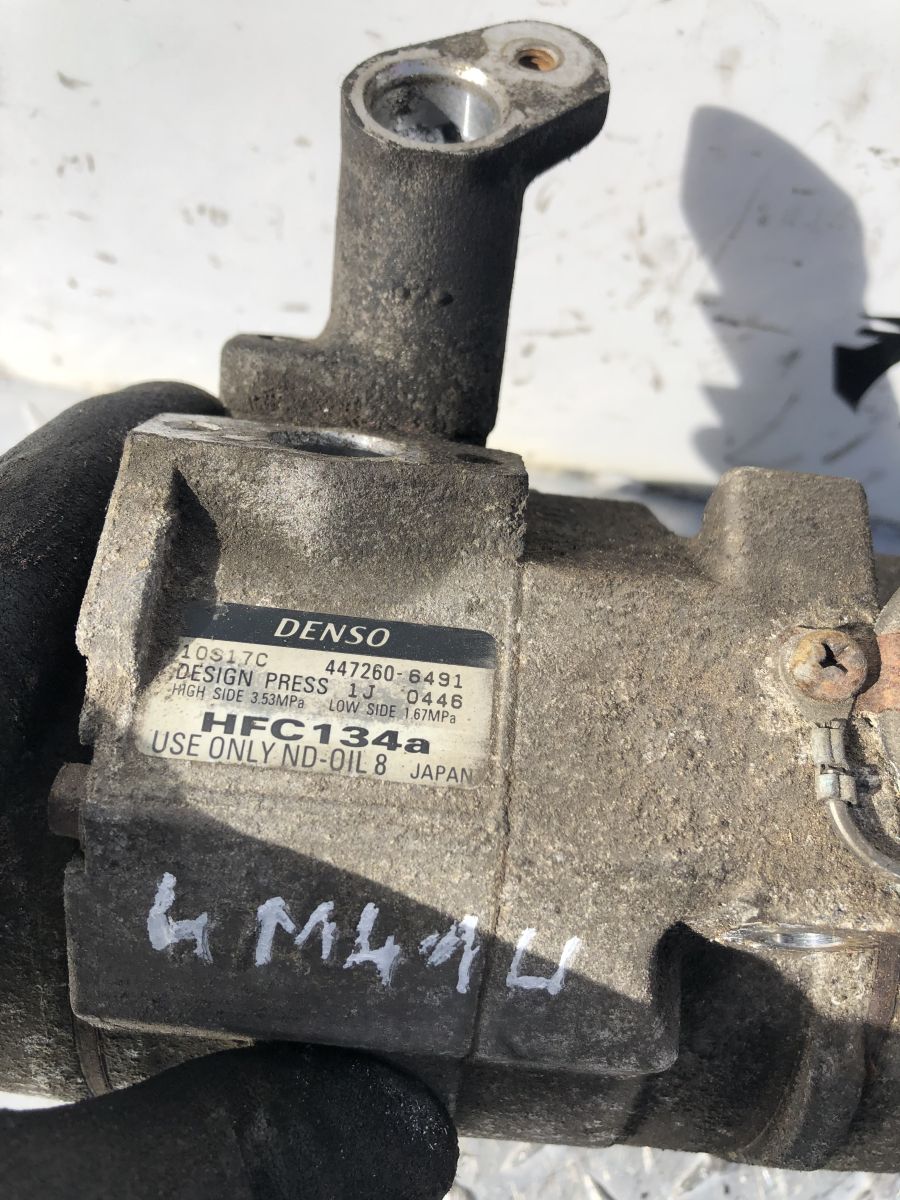 DENSO
10S17C 447260-6491
DESIGN PRESS 1J 0446
HIGH SIDE 3.53MPa LOW SIDE 1.67MPa
HFC134a
USE ONLY ND-OIL 8 JAPAN
4M41U